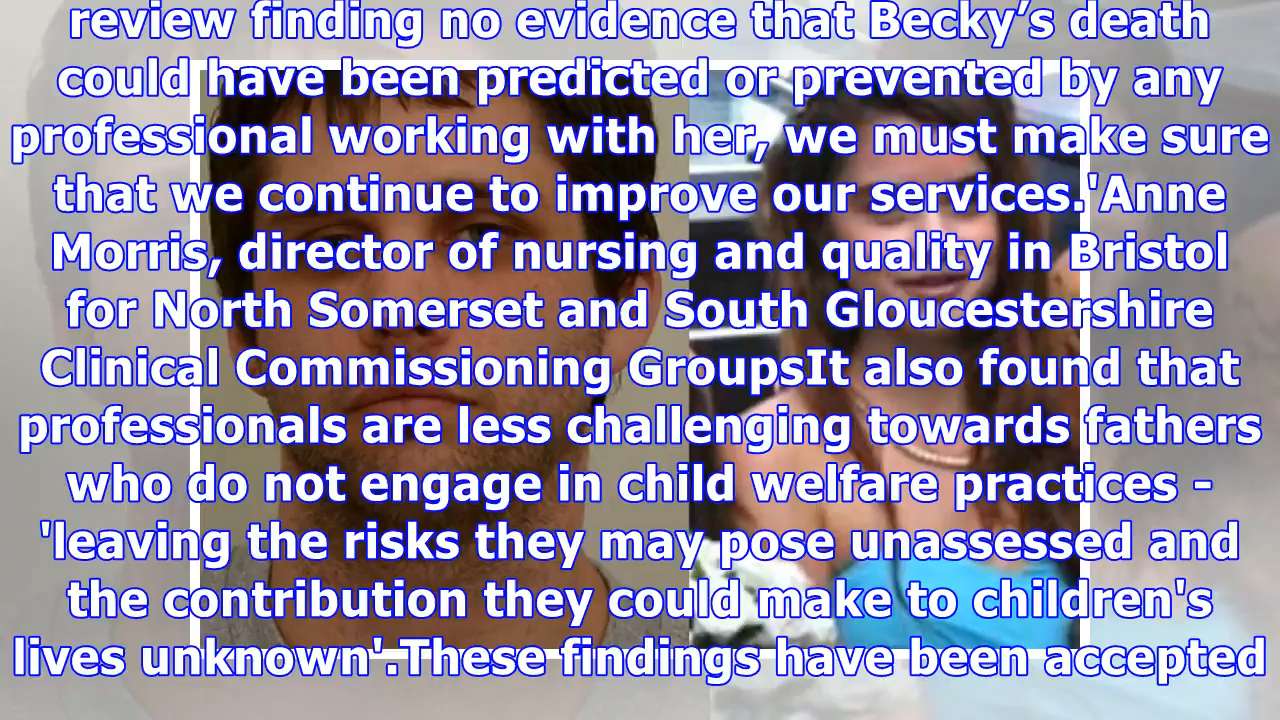 review finding no evidence that Becky’s death
could have been predicted or prevented by any
professional working with her, we must make sure
that we continue to improve our services.'Anne
Morris, director of nursing and quality in Bristol
for North Somerset and South Gloucestershire
Clinical Commissioning GroupsIt also found that
professionals are less challenging towards fathers
who do not engage in child welfare practices -
'leaving the risks they may pose unassessed and
the contribution they could make to children's
lives unknown'.These findings have been accepted